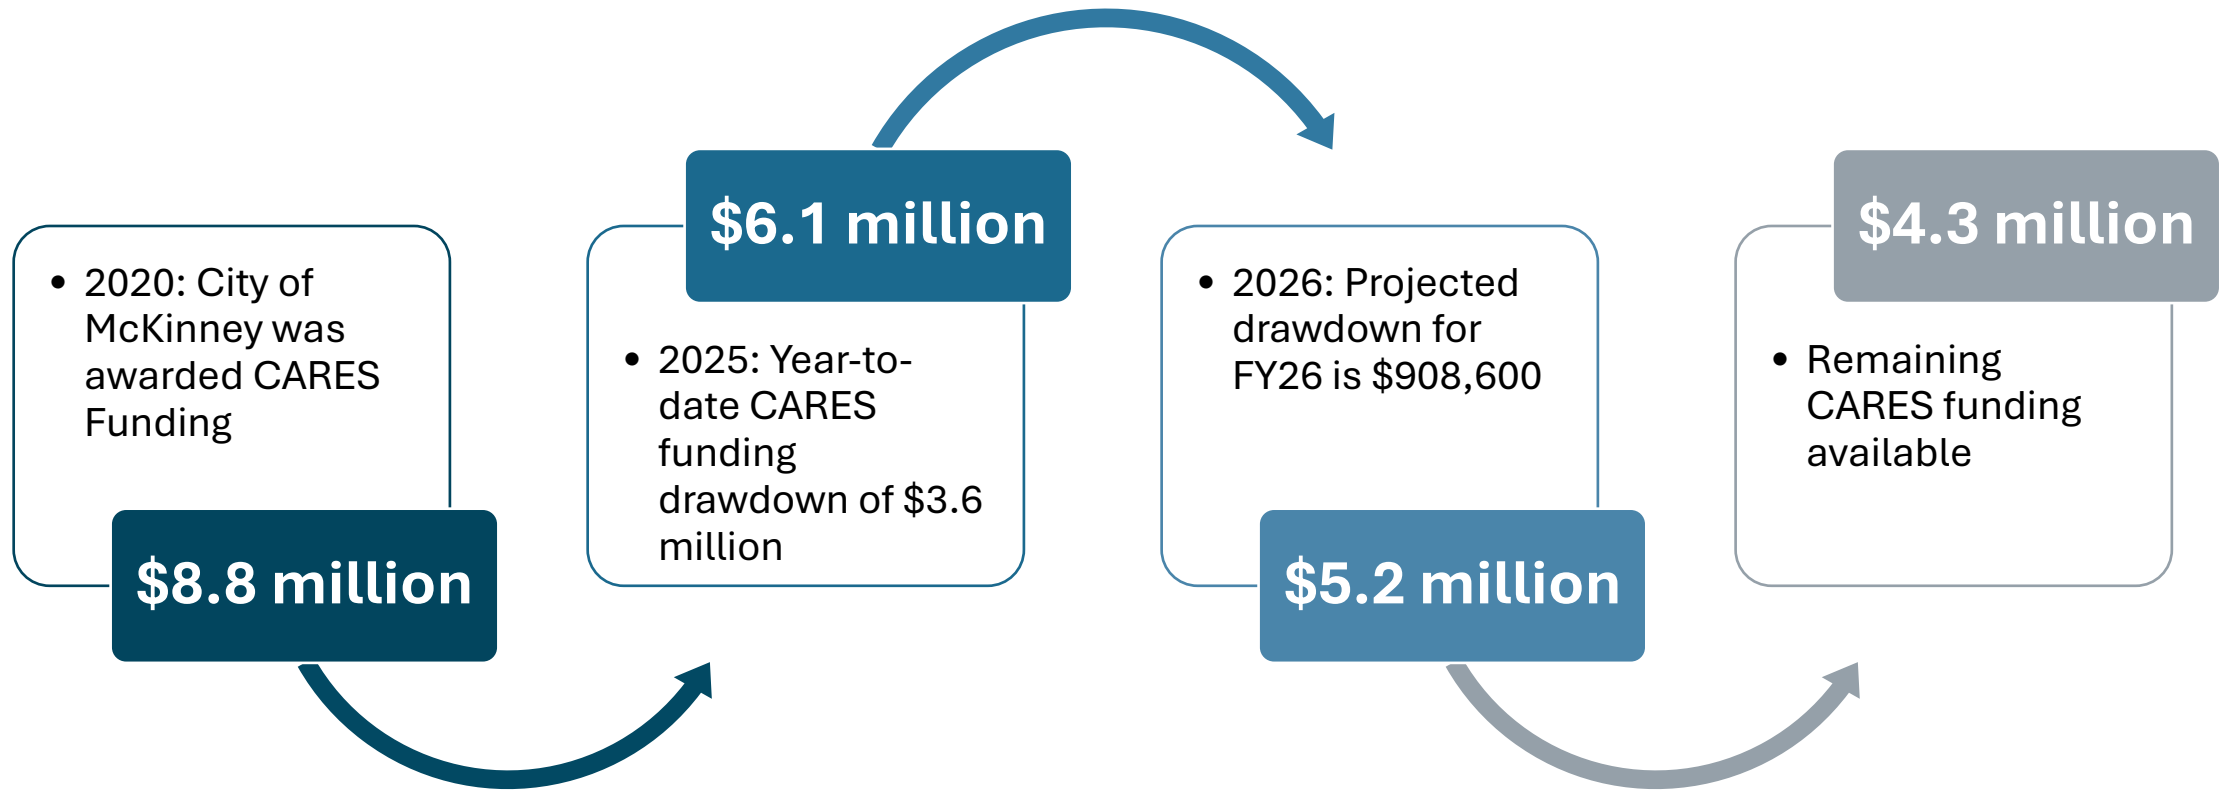 • 2020: City of
McKinney was
awarded CARES
Funding
$8.8 million
$6.1 million
• 2025: Year-to-
date CARES
funding
drawdown of $3.6
million
• 2026: Projected
drawdown for
FY26 is $908,600
$5.2 million
$4.3 million
• Remaining
CARES funding
available